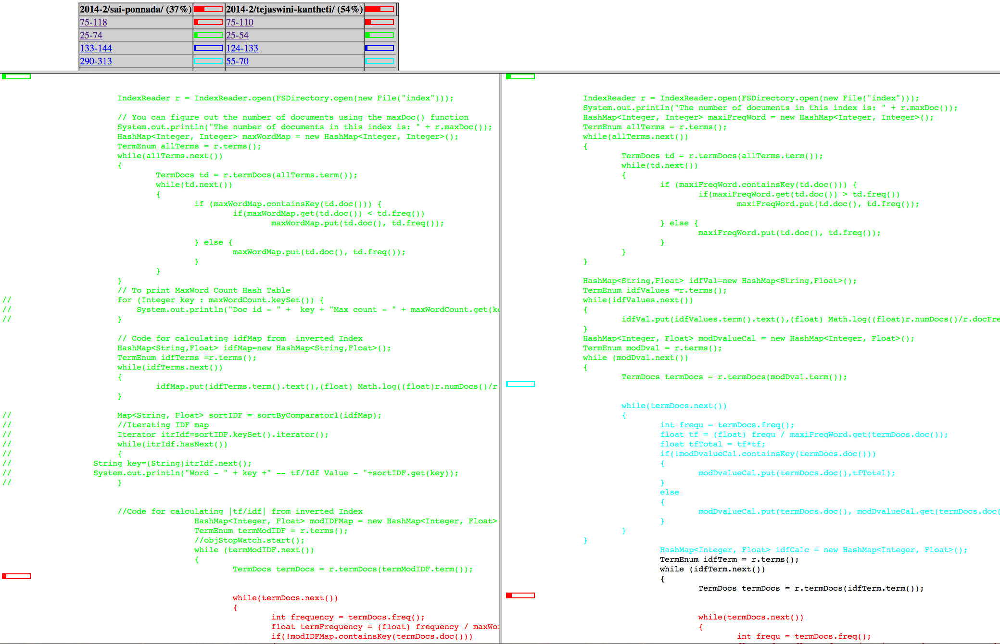 2014-2/sai-ponnada/ (37%) 2014-2/tejaswini-kantheti/ (54%)
75-118 75-110
25-74 25-54
133-144 124-133
290-313 55-70
IndexReader r = IndexReader.open(FSDirectory.open(new File("index")));
// You can figure out the number of documents using the maxDoc() function
System.out.println("The number of documents in this index is: " + r.maxDoc());
HashMap<Integer, Integer> maxWordMap = new HashMap<Integer, Integer>();
TermEnum allTerms = r.terms();
while(allTerms.next())
{
TermDocs td = r.termDocs(allTerms.term());
while(td.next())
{
if (maxWordMap.containsKey(td.doc())) {
if(maxWordMap.get(td.doc()) < td.freq())
maxWordMap.put(td.doc(), td.freq());
} else {
maxWordMap.put(td.doc(), td.freq());
}
}
}
// To print MaxWord Count Hash Table
// for (Integer key : maxWordCount.keySet()) {
// System.out.println("Doc id - " + key + "Max count - " + maxWordCount.get(ke
// }
// Code for calculating idfMap from inverted Index
HashMap<String,Float> idfMap=new HashMap<String,Float>();
TermEnum idfTerms =r.terms();
while(idfTerms.next())
{
idfMap.put(idfTerms.term().text(),(float) Math.log((float)r.numDocs()/r.
}
// Map<String, Float> sortIDF = sortByComparator1(idfMap);
// //Iterating IDF map
// Iterator itrIdf=sortIDF.keySet().iterator();
// while(itrIdf.hasNext())
// {
// String key=(String)itrIdf.next();
// System.out.println("Word - " + key +" -- tf/Idf Value - "+sortIDF.get(key));
// }
//Code for calculating |tf/idf| from inverted Index
HashMap<Integer, Float> modIDFMap = new HashMap<Integer, Float>
TermEnum termModIDF = r.terms();
//objStopWatch.start();
while (termModIDF.next())
{
TermDocs termDocs = r.termDocs(termModIDF.term());
while(termDocs.next())
{
int frequency = termDocs.freq();
float termFrequency = (float) frequency / maxWor
if(!modIDFMap.containsKey(termDocs.doc()))
IndexReader r = IndexReader.open(FSDirectory.open(new File("index")));
System.out.println("The number of documents in this index is: " + r.maxDoc());
HashMap<Integer, Integer> maxiFreqWord = new HashMap<Integer, Integer>();
TermEnum allTerms = r.terms();
while(allTerms.next())
{
TermDocs td = r.termDocs(allTerms.term());
while(td.next())
{
if (maxiFreqWord.containsKey(td.doc())) {
if(maxiFreqWord.get(td.doc()) > td.freq())
maxiFreqWord.put(td.doc(), td.freq());
} else {
maxiFreqWord.put(td.doc(), td.freq());
}
}
}
HashMap<String,Float> idfVal=new HashMap<String,Float>();
TermEnum idfValues =r.terms();
while(idfValues.next())
{
idfVal.put(idfValues.term().text(),(float) Math.log((float)r.numDocs()/r.docFre
}
HashMap<Integer, Float> modDvalueCal = new HashMap<Integer, Float>();
TermEnum modDval = r.terms();
while (modDval.next())
{
TermDocs termDocs = r.termDocs(modDval.term());
while(termDocs.next())
{
int frequ = termDocs.freq();
float tf = (float) frequ / maxiFreqWord.get(termDocs.doc());
float tfTotal = tf*tf;
if(!modDvalueCal.containsKey(termDocs.doc()))
{
modDvalueCal.put(termDocs.doc(),tfTotal);
}
else
{
modDvalueCal.put(termDocs.doc(), modDvalueCal.get(termDocs.doc(
}
}
}
HashMap<Integer, Float> idfCalc = new HashMap<Integer, Float>();
TermEnum idfTerm = r.terms();
while (idfTerm.next())
{
TermDocs termDocs = r.termDocs(idfTerm.term());
while(termDocs.next())
{
int frequ = termDocs.freq();